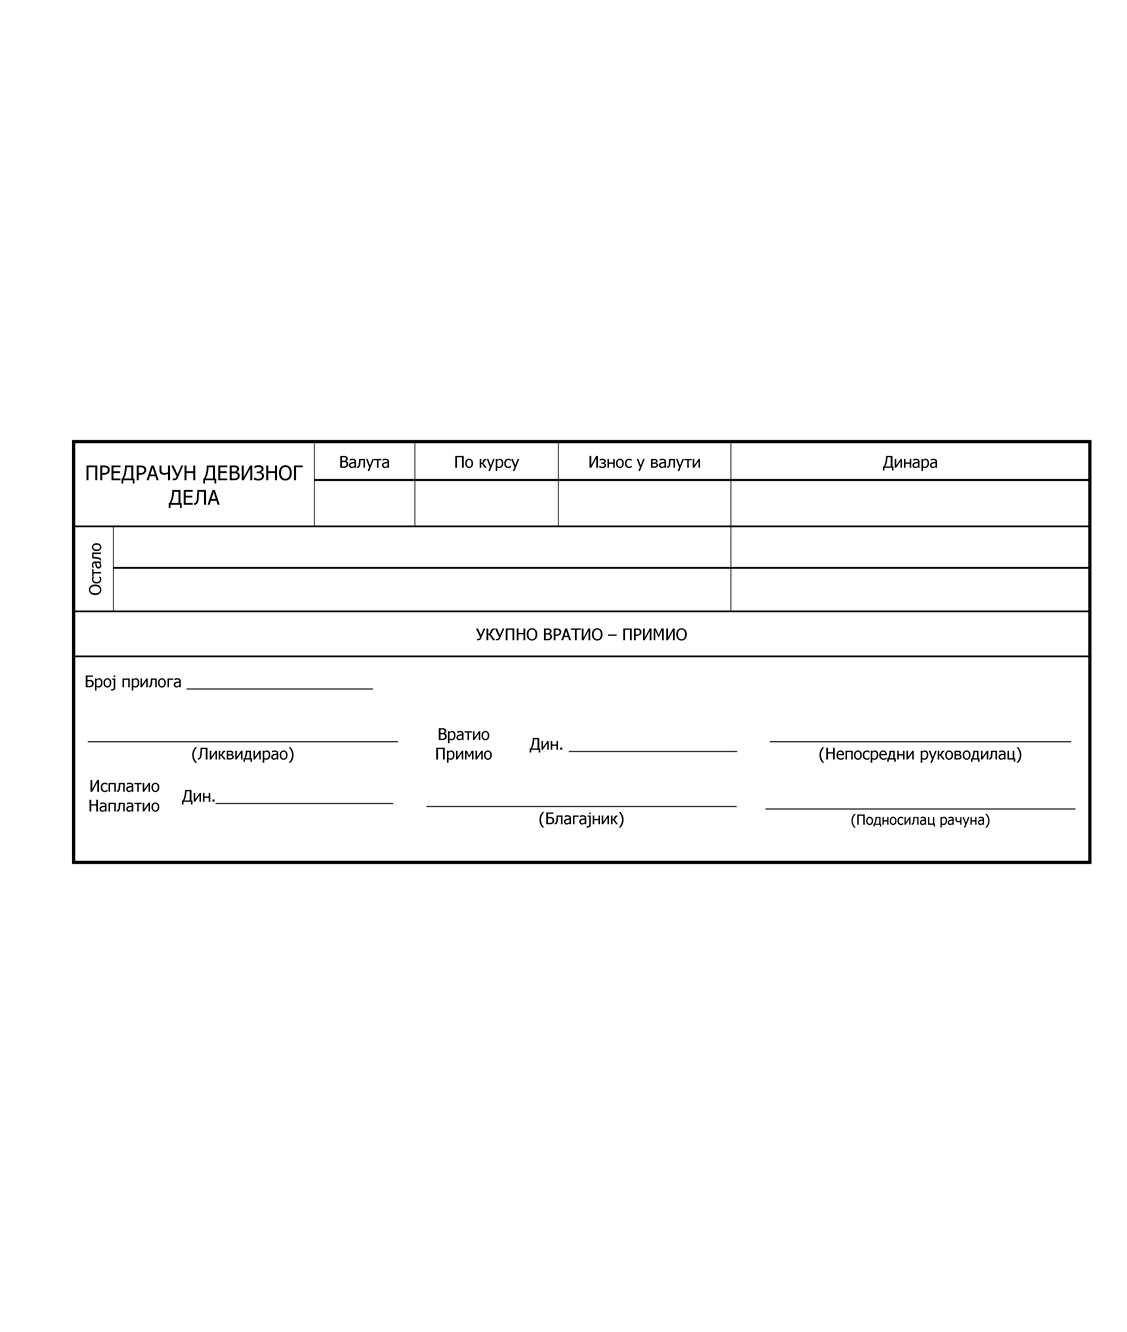 ПРЕДРАЧУН ДЕВИЗНОГ
ДЕЛА
Валута
По курсу
Износ у валути
Динара
Остало
УКУПНО ВРАТИО – ПРИМИО
Број прилога
(Ликвидирао)
Вратио
Примио
Дин.
(Непосредни руководилац)
Исплатио
Наплатио
Дин.
(Благајник)
(Подносилац рачуна)